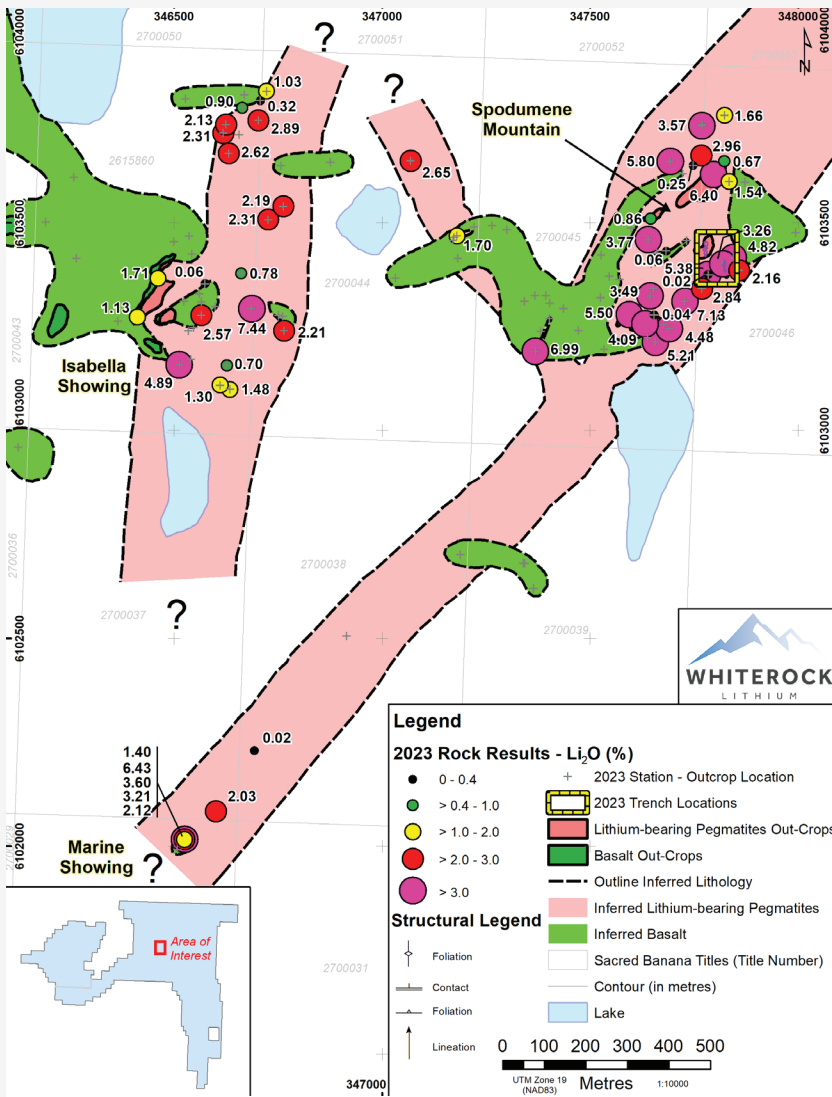 346500
347000
347500
348000
6104000
6104000
2700050
2700051
2700052
?
?
N
1.03
0.90
0.32
2.13
2.89
2.31
2.62
2615860
2.19
2.31
1.71
0.06
0.78
1.13
2.57
7.44
2.21
Isabella
Showing
4.89
0.70
1.30
1.48
2.65
1.70
Spodumene
Mountain
3.57
1.66
2.96
5.80
0.67
0.25
6.40
1.54
0.86
3.77
0.06
3.26
4.82
5.38
0.02
2.16
3.49
2.84
5.50
0.04
7.13
4.09
4.48
5.21
6.99
6103500
6103500
2700045
2700044
2700043
2700046
6103000
6103000
2700036
2700037
2700038
2700039
?
6102500
0.02
1.40
6.43
3.60
3.21
2.12
2.03
Marine
Showing
?
6102000
2700029
2700031
347000
Area of
Interest
WHITEROCK
LITHIUM
Legend
2023 Rock Results - Li₂O (%)
0 - 0.4
> 0.4 - 1.0
> 1.0 - 2.0
> 2.0 - 3.0
> 3.0
Structural Legend
Foliation
Contact
Foliation
Lineation
2023 Station - Outcrop Location
2023 Trench Locations
Lithium-bearing Pegmatites Out-Crops
Basalt Out-Crops
Outline Inferred Lithology
Inferred Lithium-bearing Pegmatites
Inferred Basalt
Sacred Banana Titles (Title Number)
Contour (in metres)
Lake
0 100 200 300 400 500
UTM Zone 19
(NAD83)
Metres
1:10000